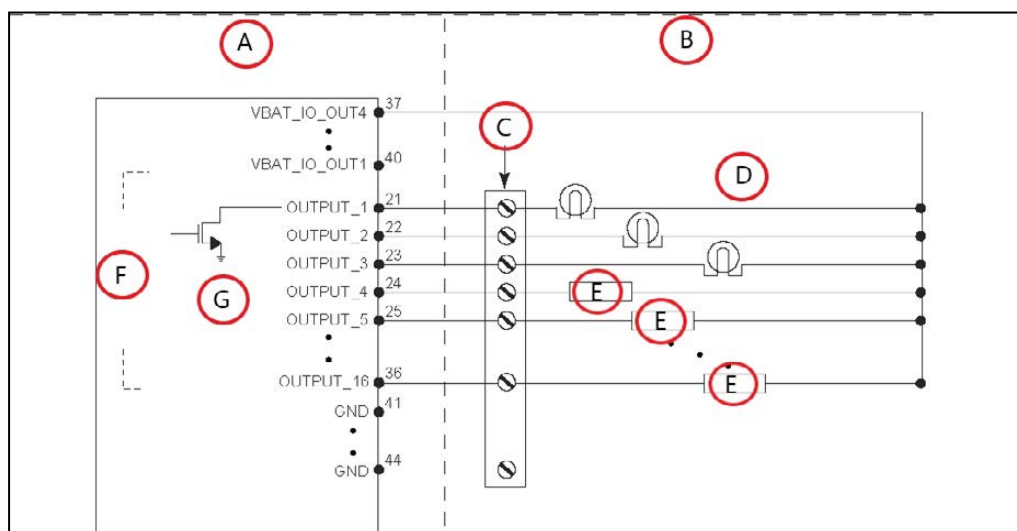 A
B
VBAT_IO_OUT4 37
C
VBAT_IO_OUT1 40
D
OUTPUT_1 21
OUTPUT_2 22
OUTPUT_3 23
F
G
OUTPUT_4 24
E
OUTPUT_5 25
E
OUTPUT_16 36
E
GND 41
GND 44